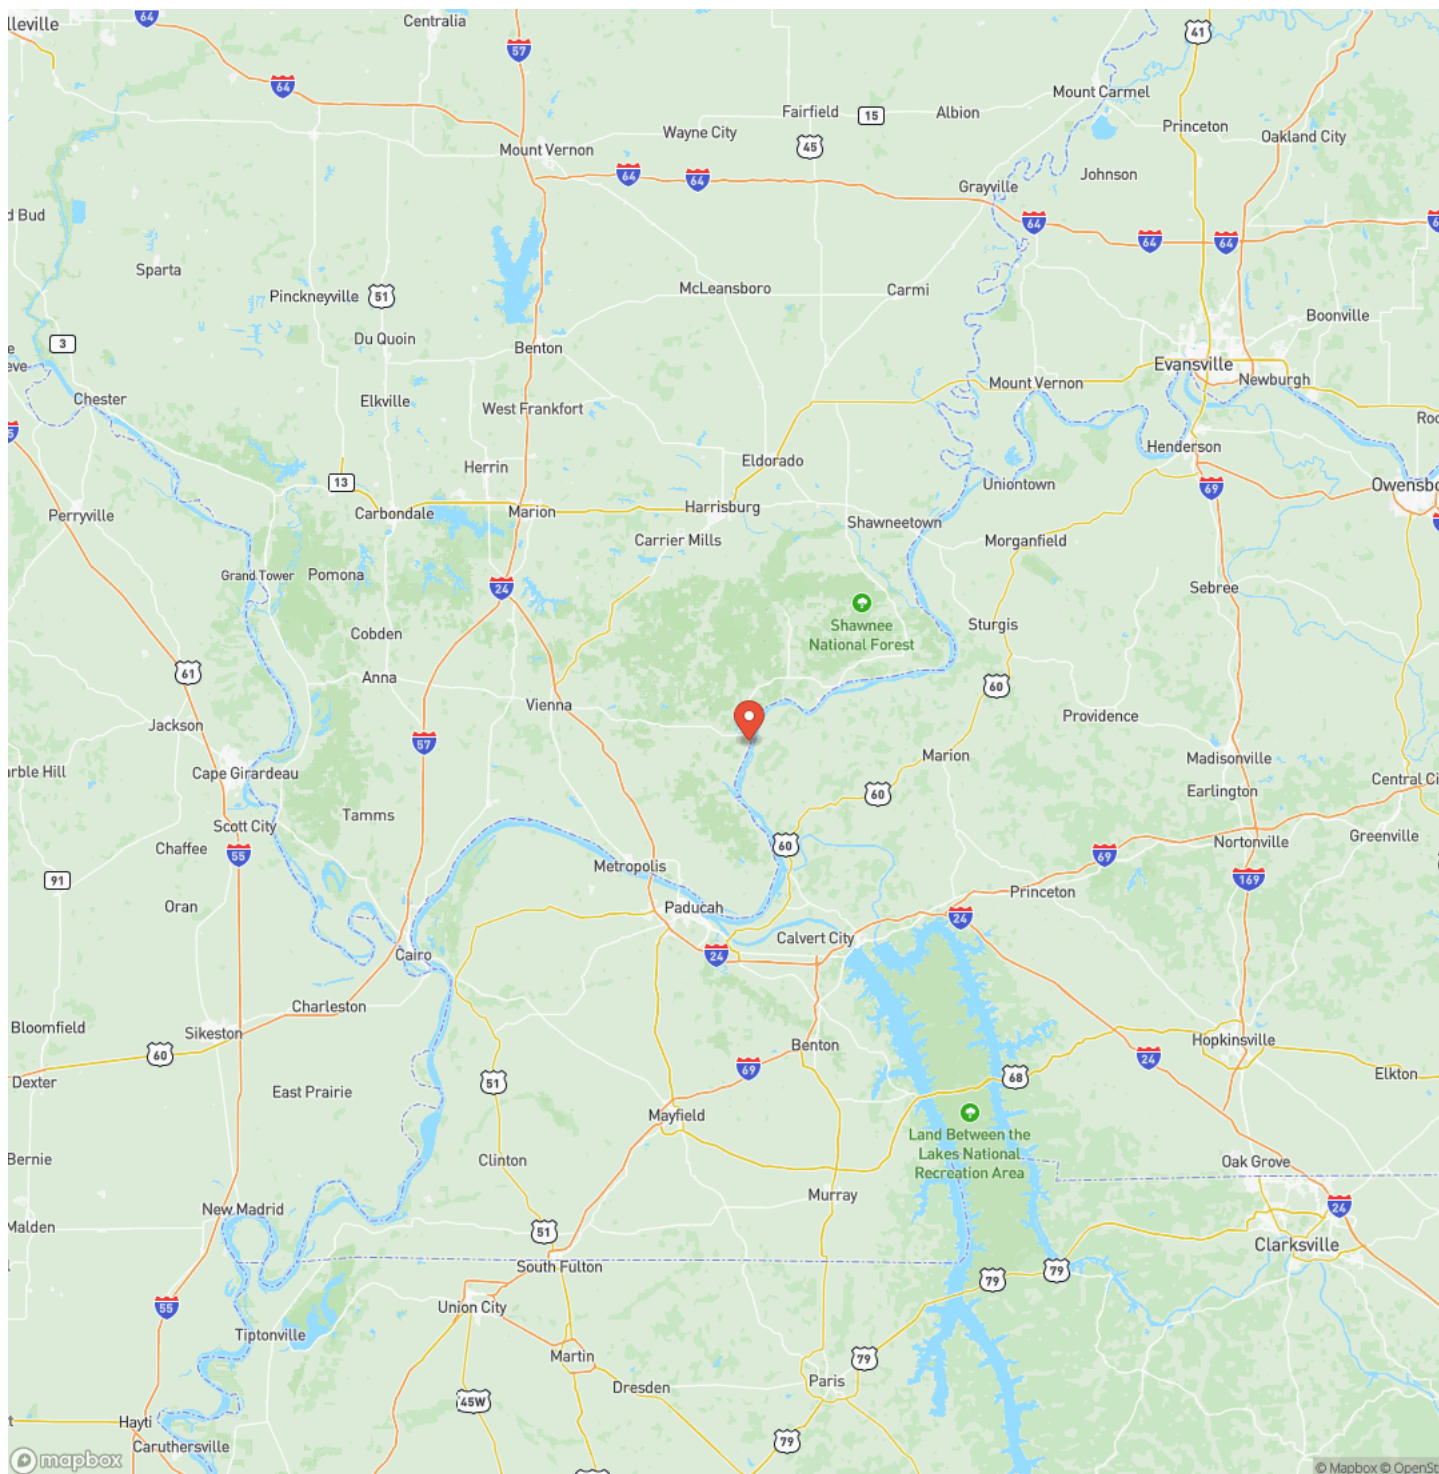 lleville
64
Centralia
57
41
64
Mount Carmel
Fairfield
15
Albion
Wayne City
45
Princeton
Oakland City
Mount Vernon
64
64
Johnson
Grayville
d Bud
64
64
64
Sparta
Pinckneyville
51
McLeansboro
Carmi
Boonville
3
Du Quoin
Benton
e
eve
Evansville
Mount Vernon
Newburgh
Chester
Elkville
West Frankfort
Roc
5
Henderson
Eldorado
Herrin
13
Uniontown
69
Owensbo
Perryville
Carbondale
Marion
Harrisburg
Shawneetown
Carrier Mills
Morganfield
Grand Tower
Pomona
24
Sebree
Shawnee
National Forest
Sturgis
Cobden
61
Anna
60
Vienna
Jackson
Providence
57
Marion
Madisonville
arble Hill
Cape Girardeau
Central Ci
60
Earlington
Tamms
Scott City
Chaffee
55
60
69
Nortonville
Greenville
Metropolis
91
169
Princeton
Oran
Paducah
24
Calvert City
24
Cairo
Charleston
Bloomfield
Sikeston
60
Benton
Hopkinsville
24
69
68
Dexter
51
Elkton
East Prairie
Mayfield
Land Between the
Lakes National
Recreation Area
Bernie
Clinton
Oak Grove
Murray
New Madrid
24
Malden
51
Clarksville
South Fulton
79
79
55
Union City
Tiptonville
Martin
79
Paris
Dresden
45W
t
Hayti
79
Caruthersville
mapbox
© Mapbox © OpenSt